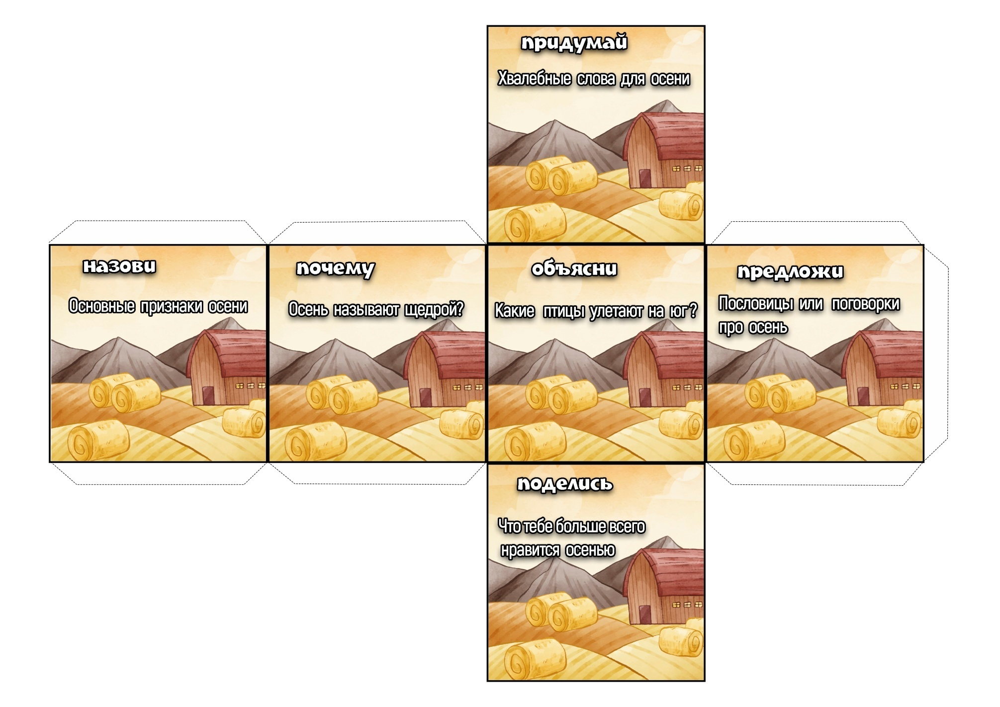 придумай
Хвалебные слова для осени
назови
Основные признаки осени
почему
Осень называют щедрой?
объясни
Какие птицы улетают на юг?
предложи
Пословицы или поговорки
про осень
поделись
Что тебе больше всего
нравится осенью